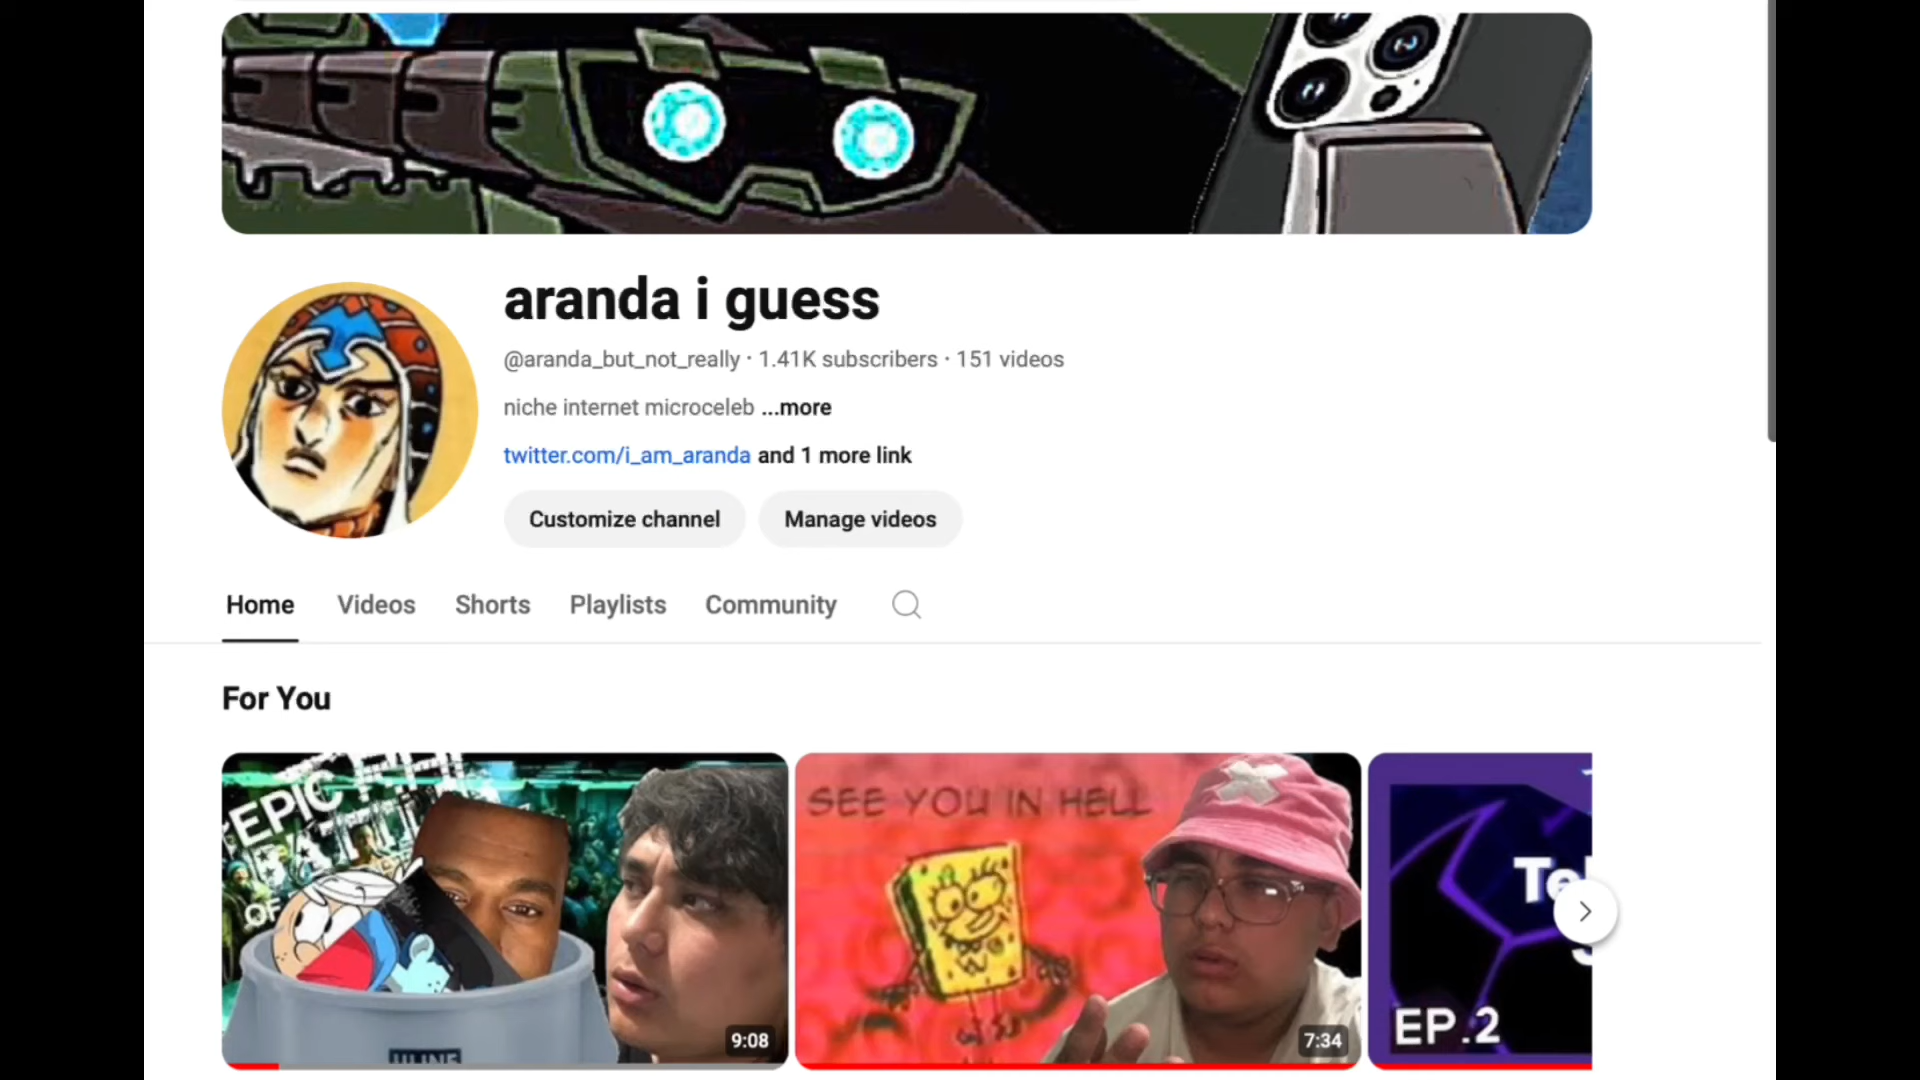 aranda i guess
@aranda_but_not_really · 1.41K subscribers · 151 videos
niche internet microceleb ...more
twitter.com/i_am_aranda and 1 more link
Customize channel Manage videos
Home Videos Shorts Playlists Community
For You
EPIC
OF
ULINE
9:08
SEE YOU IN HELL
7:34
EP.2